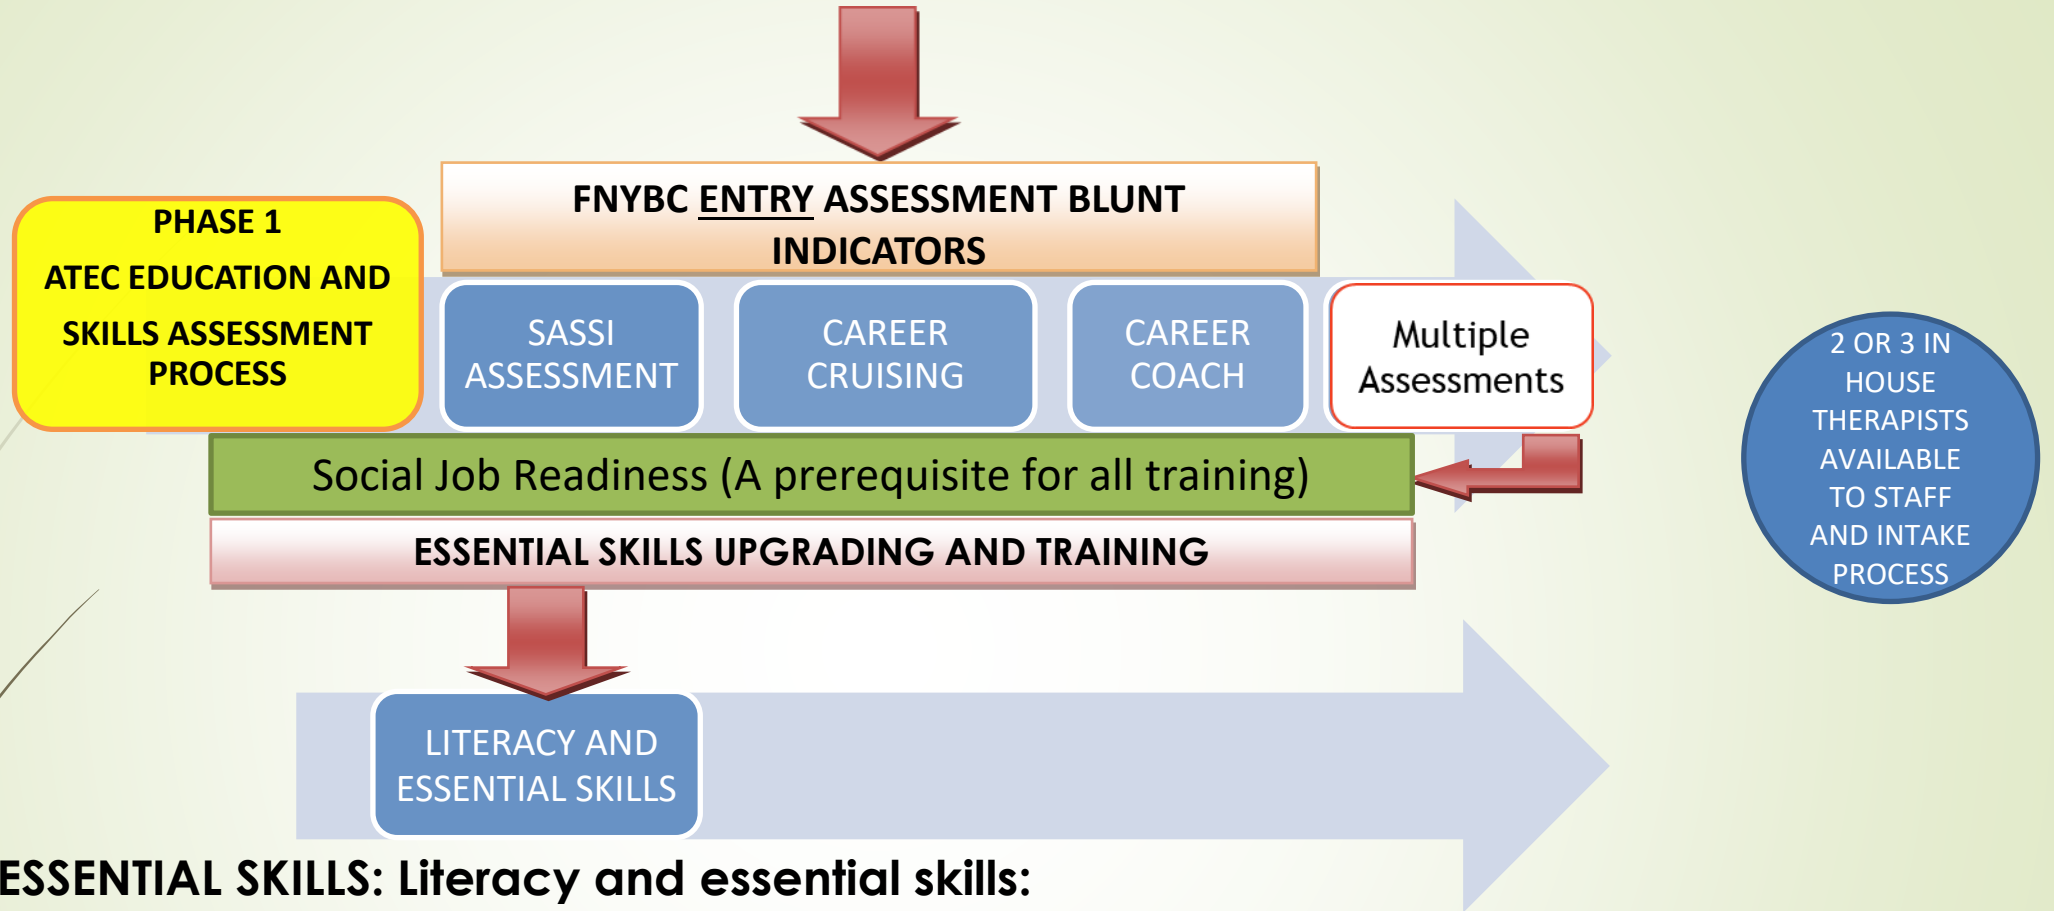 FNYBC ENTRY ASSESSMENT BLUNT
INDICATORS
PHASE 1
ATEC EDUCATION AND
SKILLS ASSESSMENT
PROCESS
SASSI
ASSESSMENT
CAREER
CRUISING
CAREER
COACH
Multiple
Assessments
2 OR 3 IN
HOUSE
THERAPISTS
AVAILABLE
TO STAFF
AND INTAKE
PROCESS
Social Job Readiness (A prerequisite for all training)
ESSENTIAL SKILLS UPGRADING AND TRAINING
LITERACY AND
ESSENTIAL SKILLS
ESSENTIAL SKILLS: Literacy and essential skills: